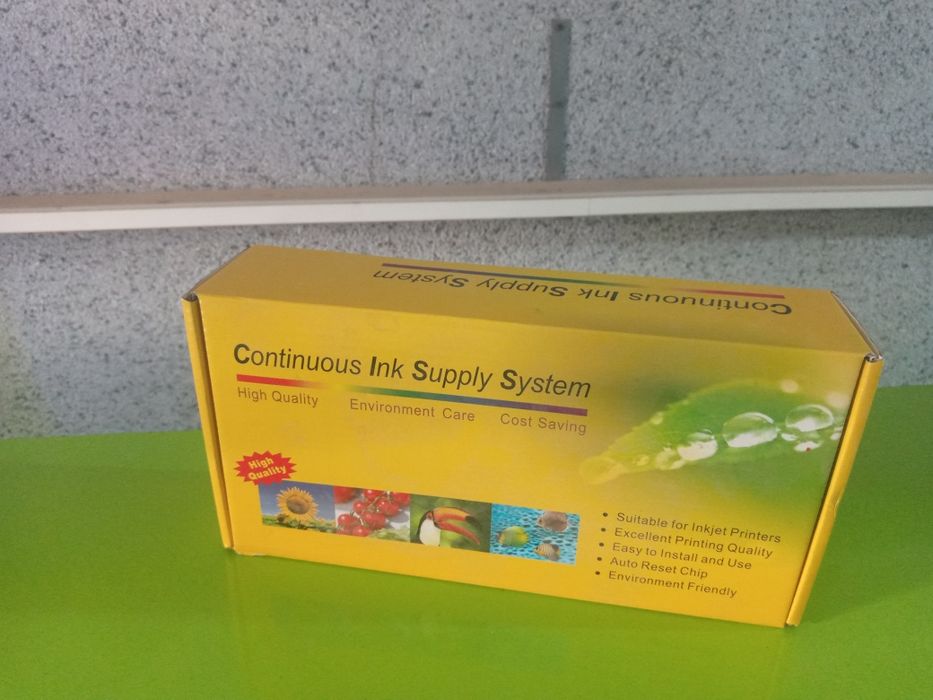 Continuous Ink Supply System
Continuous Ink Supply System
High Quality Environment Care Cost Saving
High
Quality
• Suitable for Inkjet Printers
• Excellent Printing Quality
• Easy to Install and Use
• Auto Reset Chip
• Environment Friendly